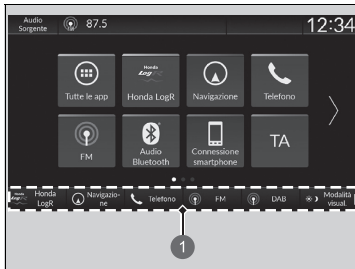 Audio
Sorgente
87.5
12:34
Tutte le app
Honda
LogR
Honda LogR
Navigazione
Telefono
FM
Audio
Bluetooth
Connessione
smartphone
TA
Honda
LogR
Navigazio-
ne
Telefono
FM
DAB
Modalità
visual.
1